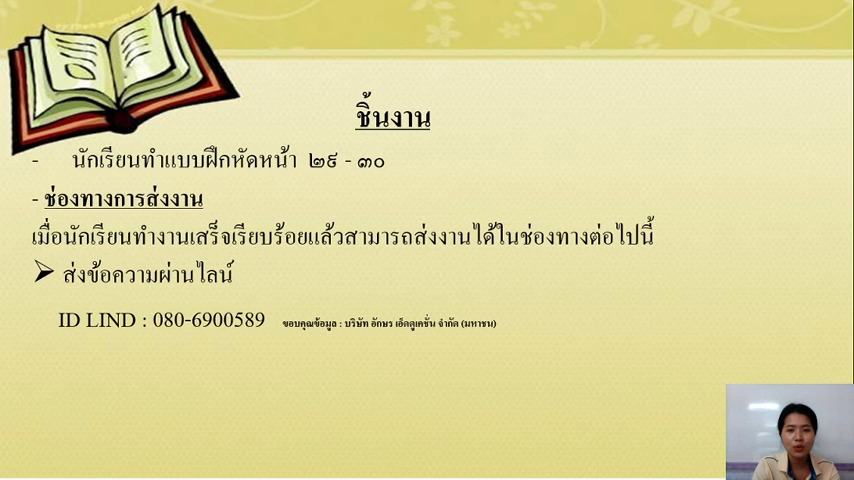 ชิ้นงาน
- นักเรียนทำแบบฝึกหัดหน้า ๒๙ - ๓๐
- ช่องทางการส่งงาน
เมื่อนักเรียนทำงานเสร็จเรียบร้อยแล้วสามารถส่งงานได้ในช่องทางต่อไปนี้
➢ ส่งข้อความผ่านไลน์
ID LIND : 080-6900589 ขอบคุณข้อมูล : บริษัท อักษร เอ็ดดูเคชั่น จำกัด (มหาชน)